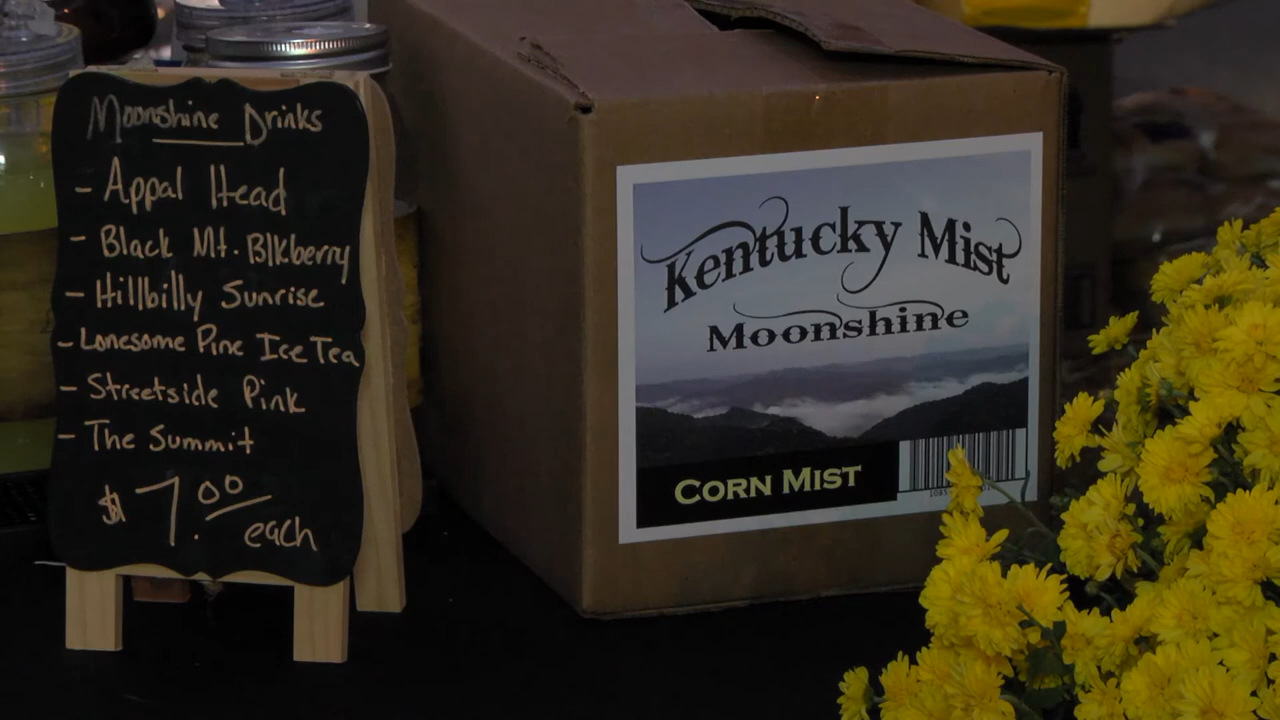 Moonshine Drinks
- Appal Head
- Black Mt. Blkberry
- Hillbilly Sunrise
- Lonesome Pine Ice Tea
- Streetside Pink
- The Summit
$7.00 each
Kentucky Mist
Moonshine
Corn Mist